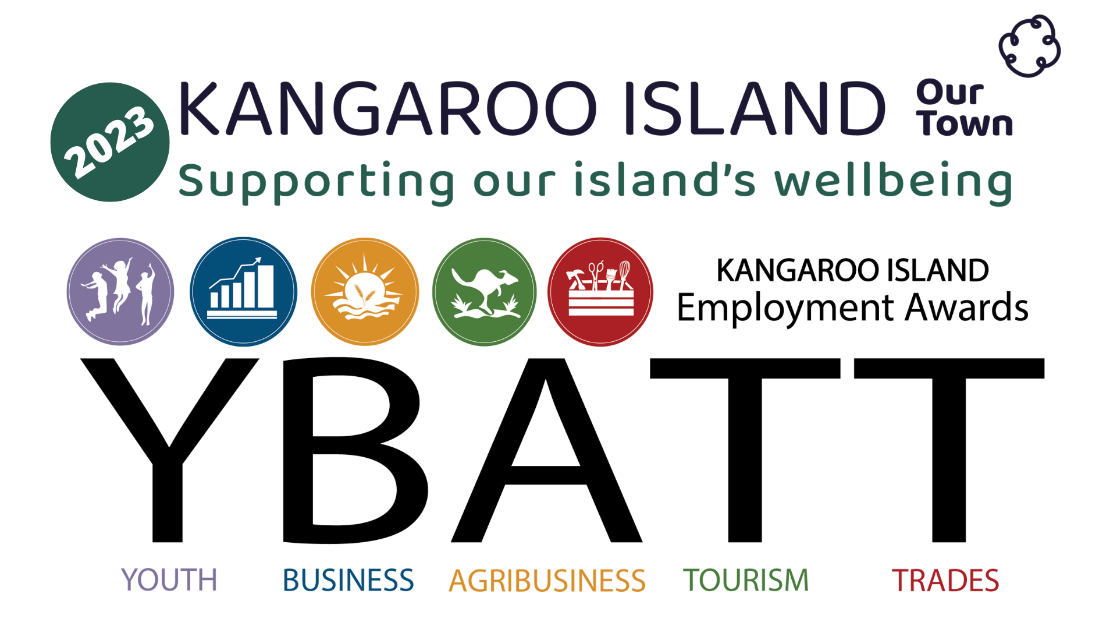 2023
KANGAROO ISLAND
Our
Town
Supporting our island's wellbeing
KANGAROO ISLAND
Employment Awards
YBATT
YOUTH BUSINESS AGRIBUSINESS TOURISM TRADES